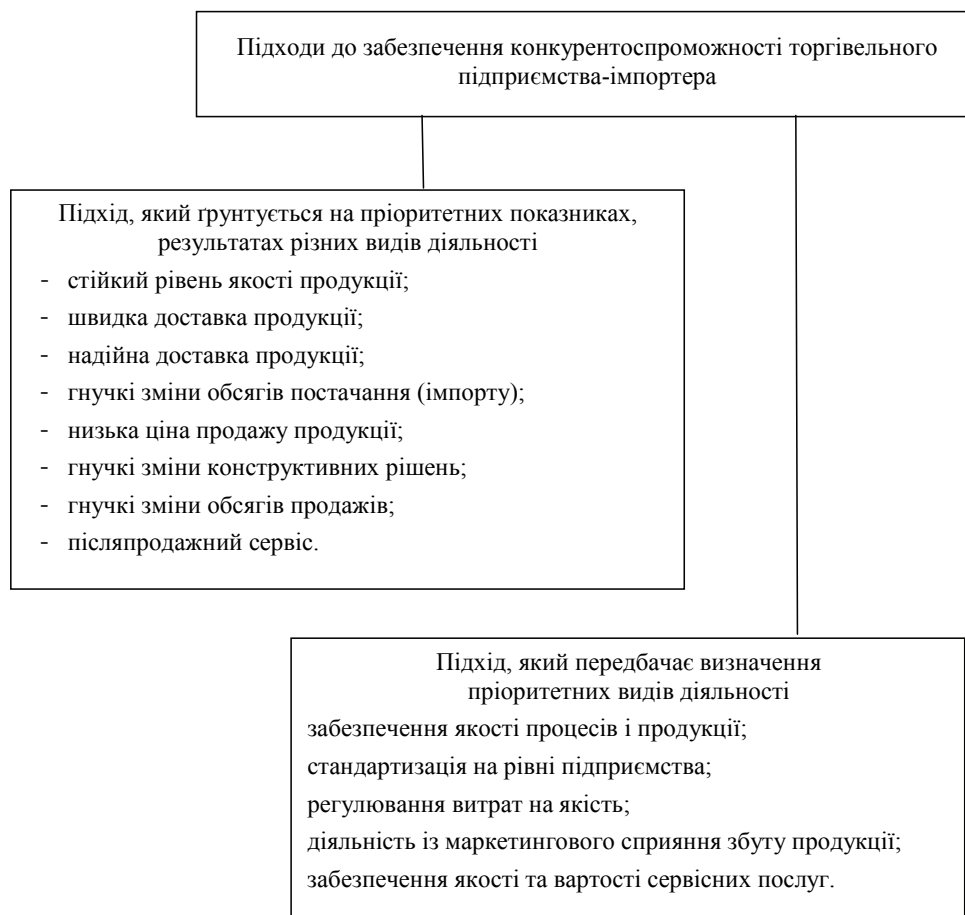 Підходи до забезпечення конкурентоспроможності торгівельного
підприємства-імпортера
Підхід, який ґрунтується на пріоритетних показниках,
результатах різних видів діяльності
- стійкий рівень якості продукції;
- швидка доставка продукції;
- надійна доставка продукції;
- гнучкі зміни обсягів постачання (імпорту);
- низька ціна продажу продукції;
- гнучкі зміни конструктивних рішень;
- гнучкі зміни обсягів продажів;
- післяпродажний сервіс.
Підхід, який передбачає визначення
пріоритетних видів діяльності
забезпечення якості процесів і продукції;
стандартизація на рівні підприємства;
регулювання витрат на якість;
діяльність із маркетингового сприяння збуту продукції;
забезпечення якості та вартості сервісних послуг.